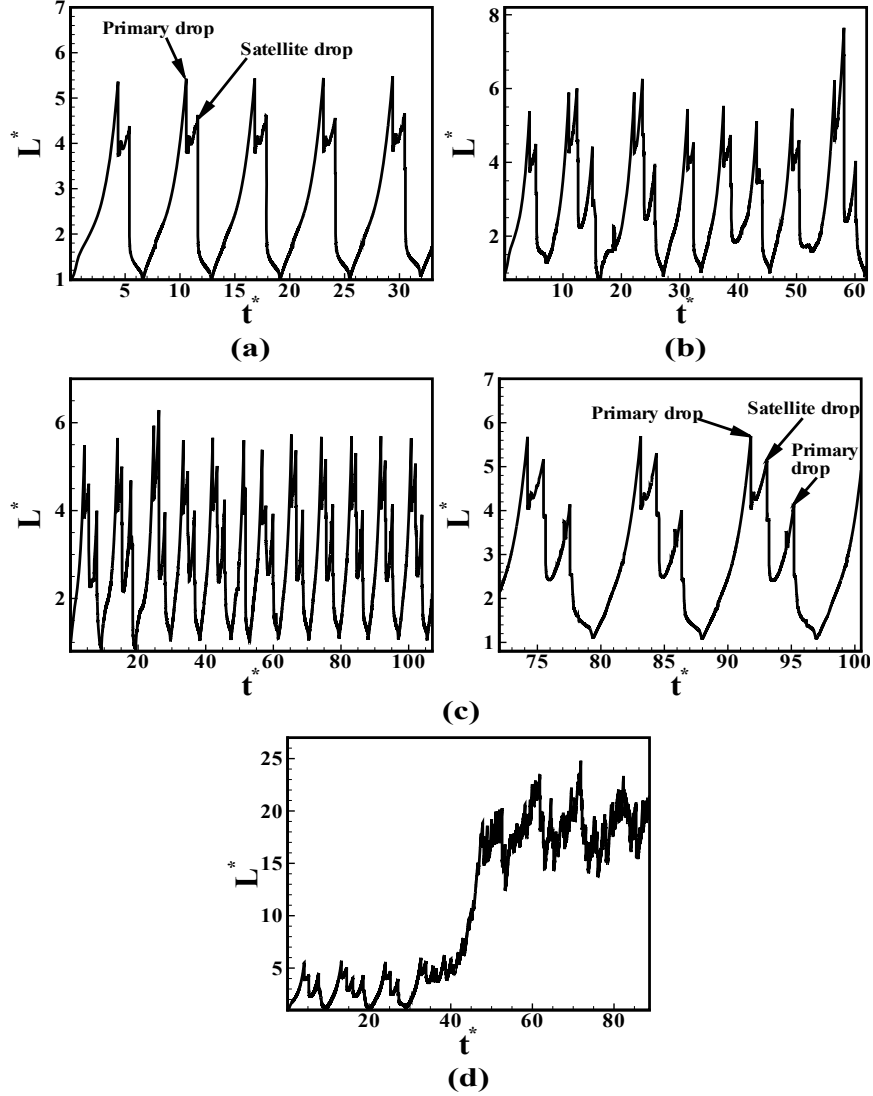 7
6
5
4
3
2
1
L*
Primary drop
Satellite drop
5 10 15 20 25 30
t*
(a)
8
6
4
2
L*
10 20 30 40 50 60
t*
(b)
6
4
2
L*
20 40 60 80 100
t*
7
6
5
4
3
2
1
L*
Primary drop
Satellite drop
Primary
drop
75 80 85 90 95 100
t*
(c)
25
20
15
10
5
L*
20 40 60 80
t*
(d)